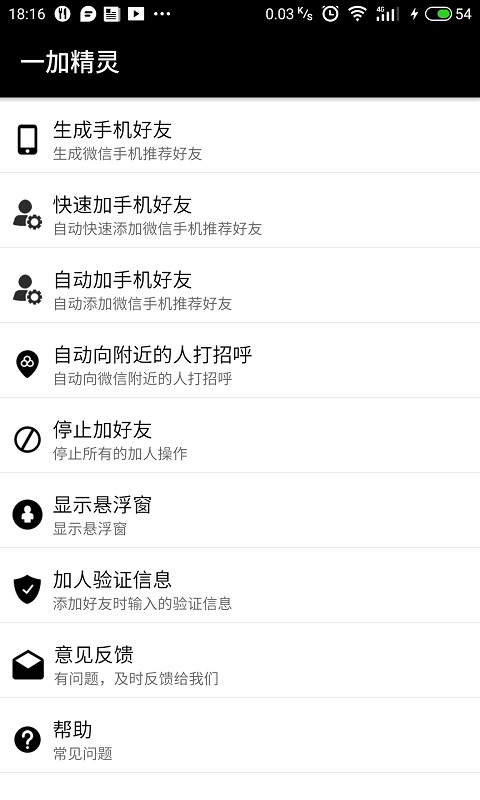 18:16 0.03 K/s 4G 54
一加精灵
生成手机好友
生成微信手机推荐好友
快速加手机好友
自动快速添加微信手机推荐好友
自动加手机好友
自动添加微信手机推荐好友
自动向附近的人打招呼
自动向微信附近的人打招呼
停止加好友
停止所有的加人操作
显示悬浮窗
显示悬浮窗
加人验证信息
添加好友时输入的验证信息
意见反馈
有问题，及时反馈给我们
帮助
常见问题